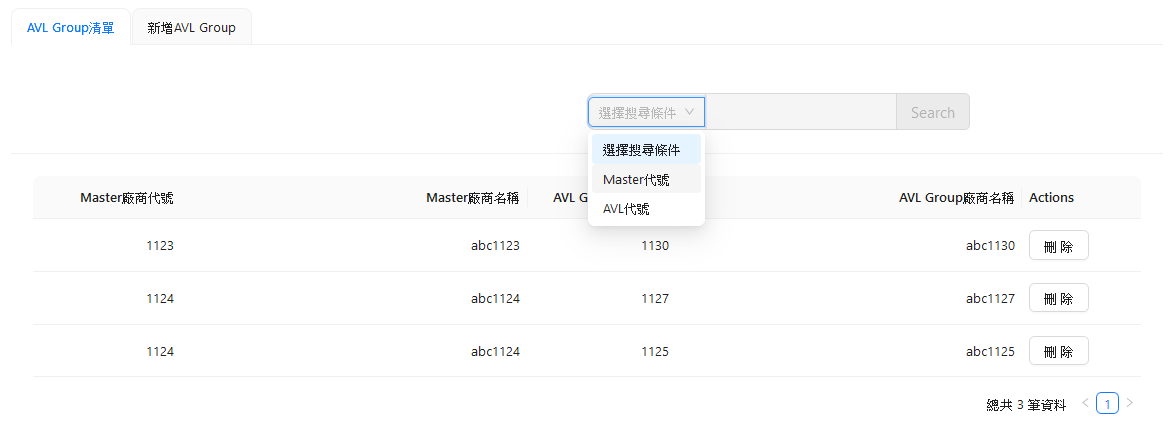 AVL Group清單 新增AVL Group
選擇搜尋條件 Search
選擇搜尋條件
Master代號
AVL代號
Master廠商代號 Master廠商名稱 AVL G AVL Group廠商名稱 Actions
1123 abc1123 1130 abc1130 刪 除
1124 abc1124 1127 abc1127 刪 除
1124 abc1124 1125 abc1125 刪 除
總共 3 筆資料 < 1 >